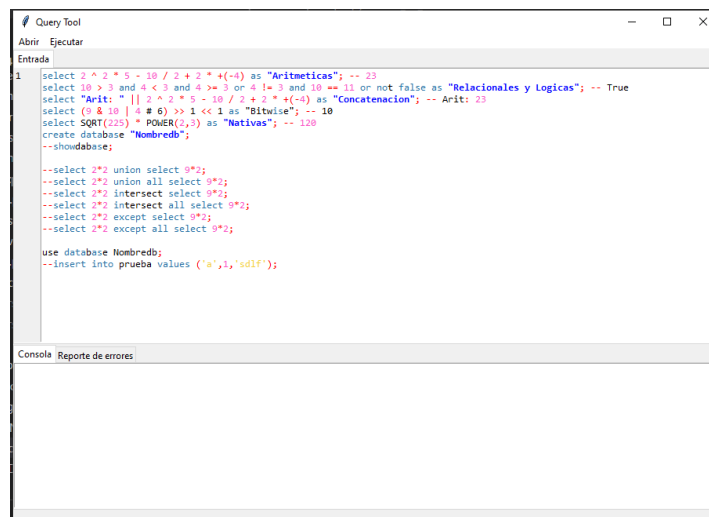 Query Tool
Abrir Ejecutar
Entrada
1 select 2 ^ 2 * 5 - 10 / 2 + 2 * +(-4) as "Aritmeticas"; -- 23
select 10 > 3 and 4 < 3 and 4 >= 3 or 4 != 3 and 10 == 11 or not false as "Relacionales y Logicas"; -- True
select "Arit: " || 2 ^ 2 * 5 - 10 / 2 + 2 * +(-4) as "Concatenacion"; -- Arit: 23
select (9 & 10 | 4 # 6) >> 1 << 1 as "Bitwise"; -- 10
select SQRT(225) * POWER(2,3) as "Nativas"; -- 120
create database "Nombredb";
--showdabase;
--select 2*2 union select 9*2;
--select 2*2 union all select 9*2;
--select 2*2 intersect select 9*2;
--select 2*2 intersect all select 9*2;
--select 2*2 except select 9*2;
--select 2*2 except all select 9*2;
use database Nombredb;
--insert into prueba values ('a',1,'sdlf');
Consola Reporte de errores